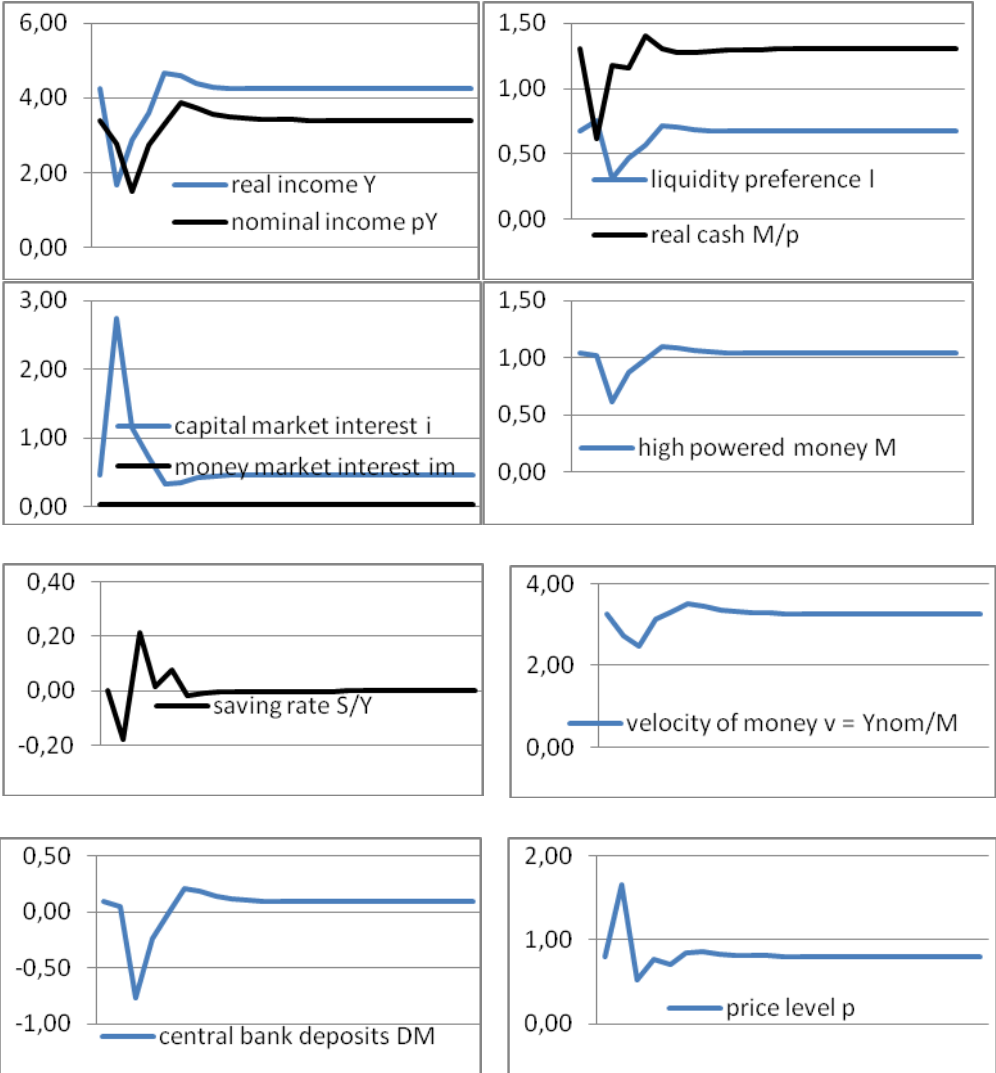 6,00
4,00
2,00
0,00
real income Y
nominal income pY
1,50
1,00
0,50
0,00
liquidity preference l
real cash M/p
3,00
2,00
1,00
0,00
capital market interest i
money market interest im
1,50
1,00
0,50
0,00
high powered money M
0,40
0,20
0,00
-0,20
saving rate S/Y
4,00
2,00
0,00
velocity of money v = Ynom/M
0,50
0,00
-0,50
-1,00
central bank deposits DM
2,00
1,00
0,00
price level p